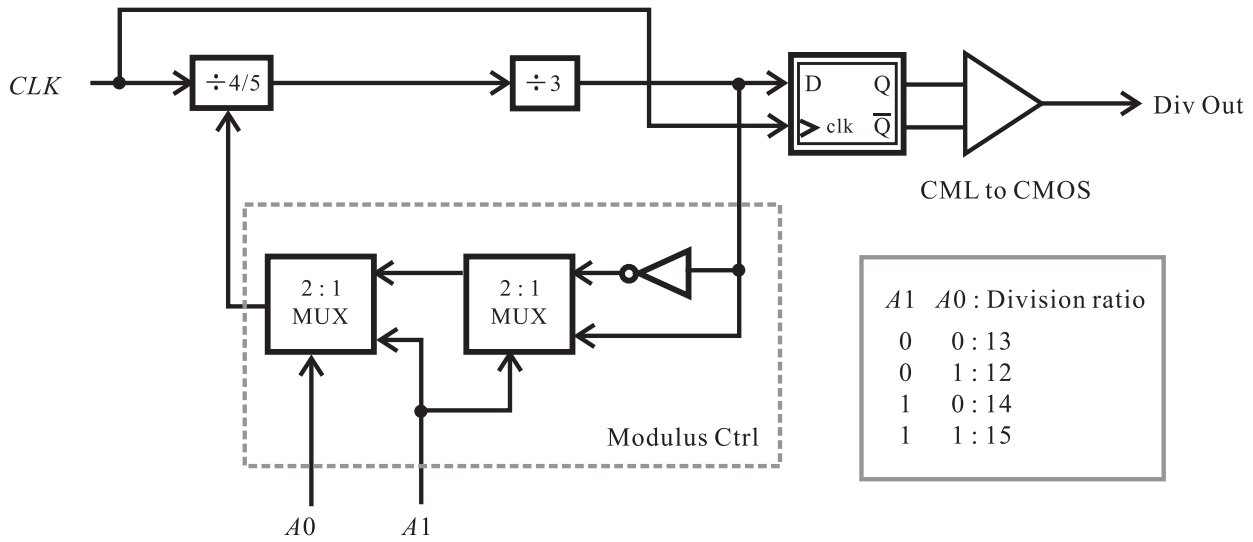 CLK
÷4/5
÷3
D Q
clk Q̅
Div Out
CML to CMOS
2 : 1
MUX
2 : 1
MUX
Modulus Ctrl
A0 A1
A1 A0 : Division ratio
0 0 : 13
0 1 : 12
1 0 : 14
1 1 : 15